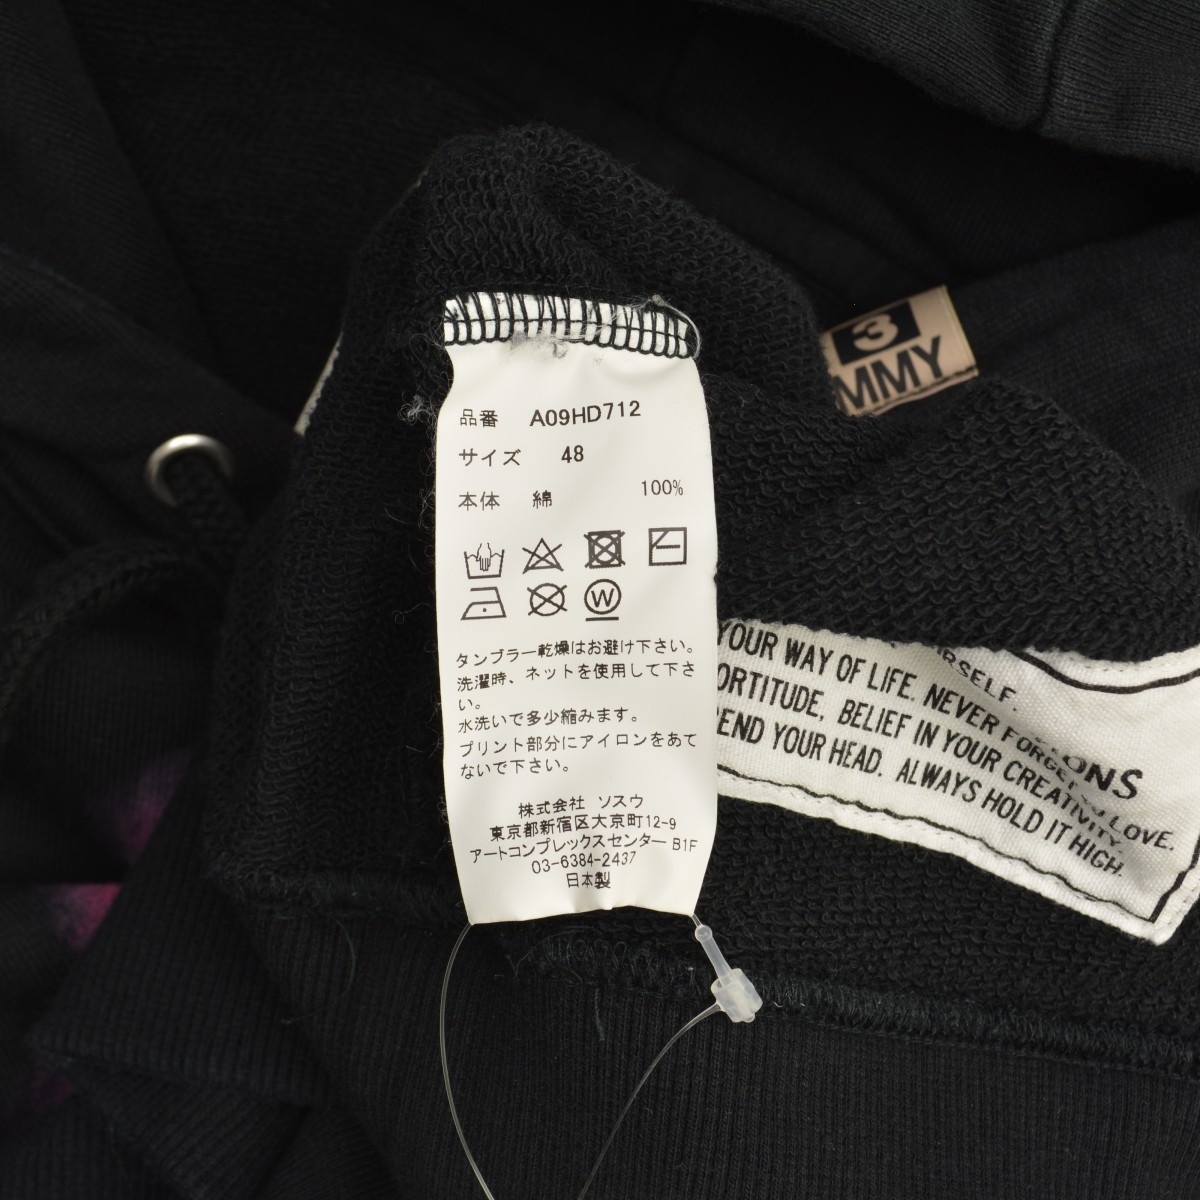 品番 A09HD712
サイズ 48
本体 綿 100%
W
タンブラー乾燥はお避け下さい。
洗濯時、ネットを使用して下さ
い。
水洗いで多少縮みます。
プリント部分にアイロンをあて
ないで下さい。
株式会社 ソスウ
東京都新宿区大京町12-9
アートコンプレックスセンター B1F
03-6384-2437
日本製
3
MMY
YOUR WAY OF LIFE. NEVER FORGET
BELIEF IN YOUR CREATIVITY.
END YOUR HEAD. ALWAYS HOLD IT HIGH.
ONS
LOVE.